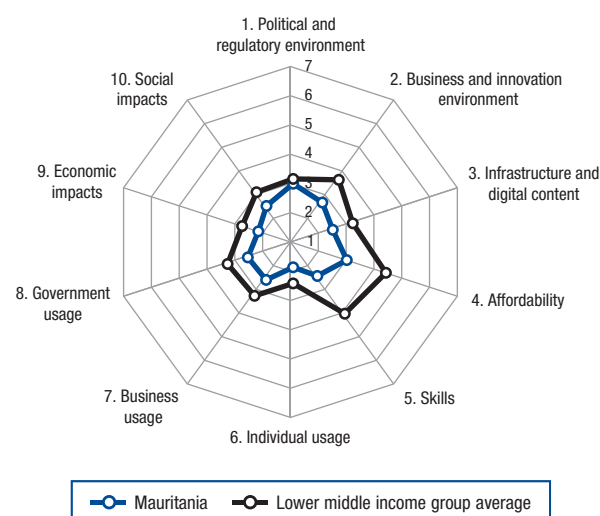 1. Political and
regulatory environment
2. Business and innovation
environment
3. Infrastructure and
digital content
4. Affordability
5. Skills
6. Individual usage
7. Business
usage
8. Government
usage
9. Economic
impacts
10. Social
impacts
7
6
5
4
3
2
1
Mauritania
Lower middle income group average